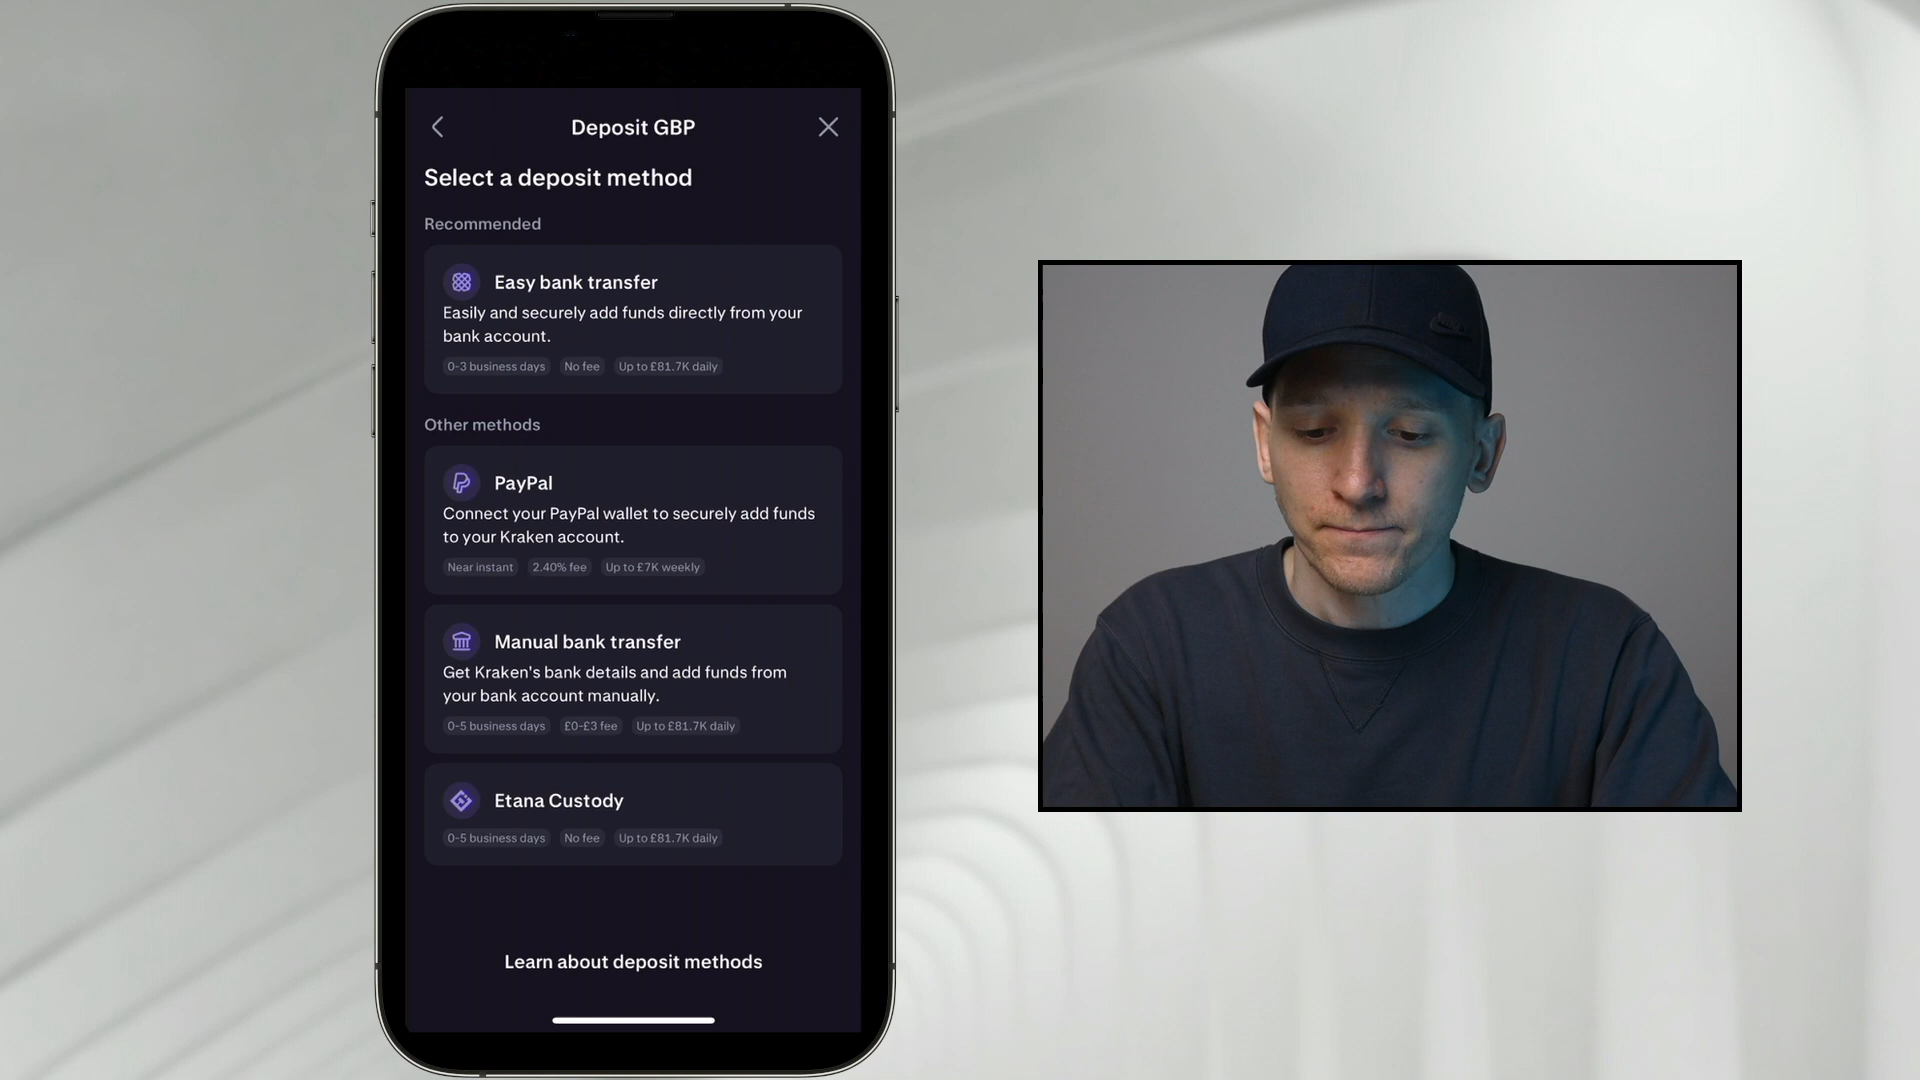 Deposit GBP
Select a deposit method
Recommended
Easy bank transfer
Easily and securely add funds directly from your
bank account.
0-3 business days No fee Up to £81.7K daily
Other methods
PayPal
Connect your PayPal wallet to securely add funds
to your Kraken account.
Near instant 2.40% fee Up to £7K weekly
Manual bank transfer
Get Kraken's bank details and add funds from
your bank account manually.
0-5 business days £0-£3 fee Up to £81.7K daily
Etana Custody
0-5 business days No fee Up to £81.7K daily
Learn about deposit methods